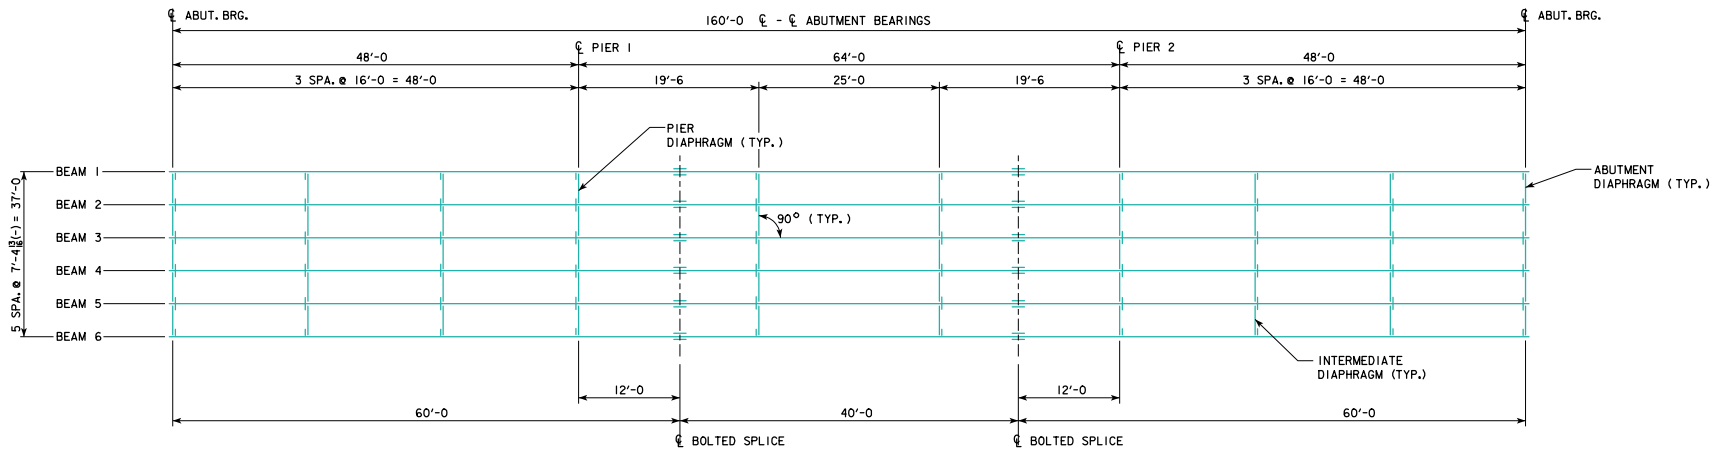 ℄ ABUT. BRG.
160'-0 ℄ - ℄ ABUTMENT BEARINGS
℄ ABUT. BRG.
℄ PIER 1
℄ PIER 2
48'-0
64'-0
48'-0
3 SPA. @ 16'-0 = 48'-0
19'-6
25'-0
19'-6
3 SPA. @ 16'-0 = 48'-0
PIER
DIAPHRAGM (TYP.)
ABUTMENT
DIAPHRAGM (TYP.)
BEAM 1
BEAM 2
BEAM 3
BEAM 4
BEAM 5
BEAM 6
5 SPA. @ 7'-4 13/16(-) = 37'-0
90° (TYP.)
INTERMEDIATE
DIAPHRAGM (TYP.)
12'-0
12'-0
60'-0
40'-0
60'-0
℄ BOLTED SPLICE
℄ BOLTED SPLICE